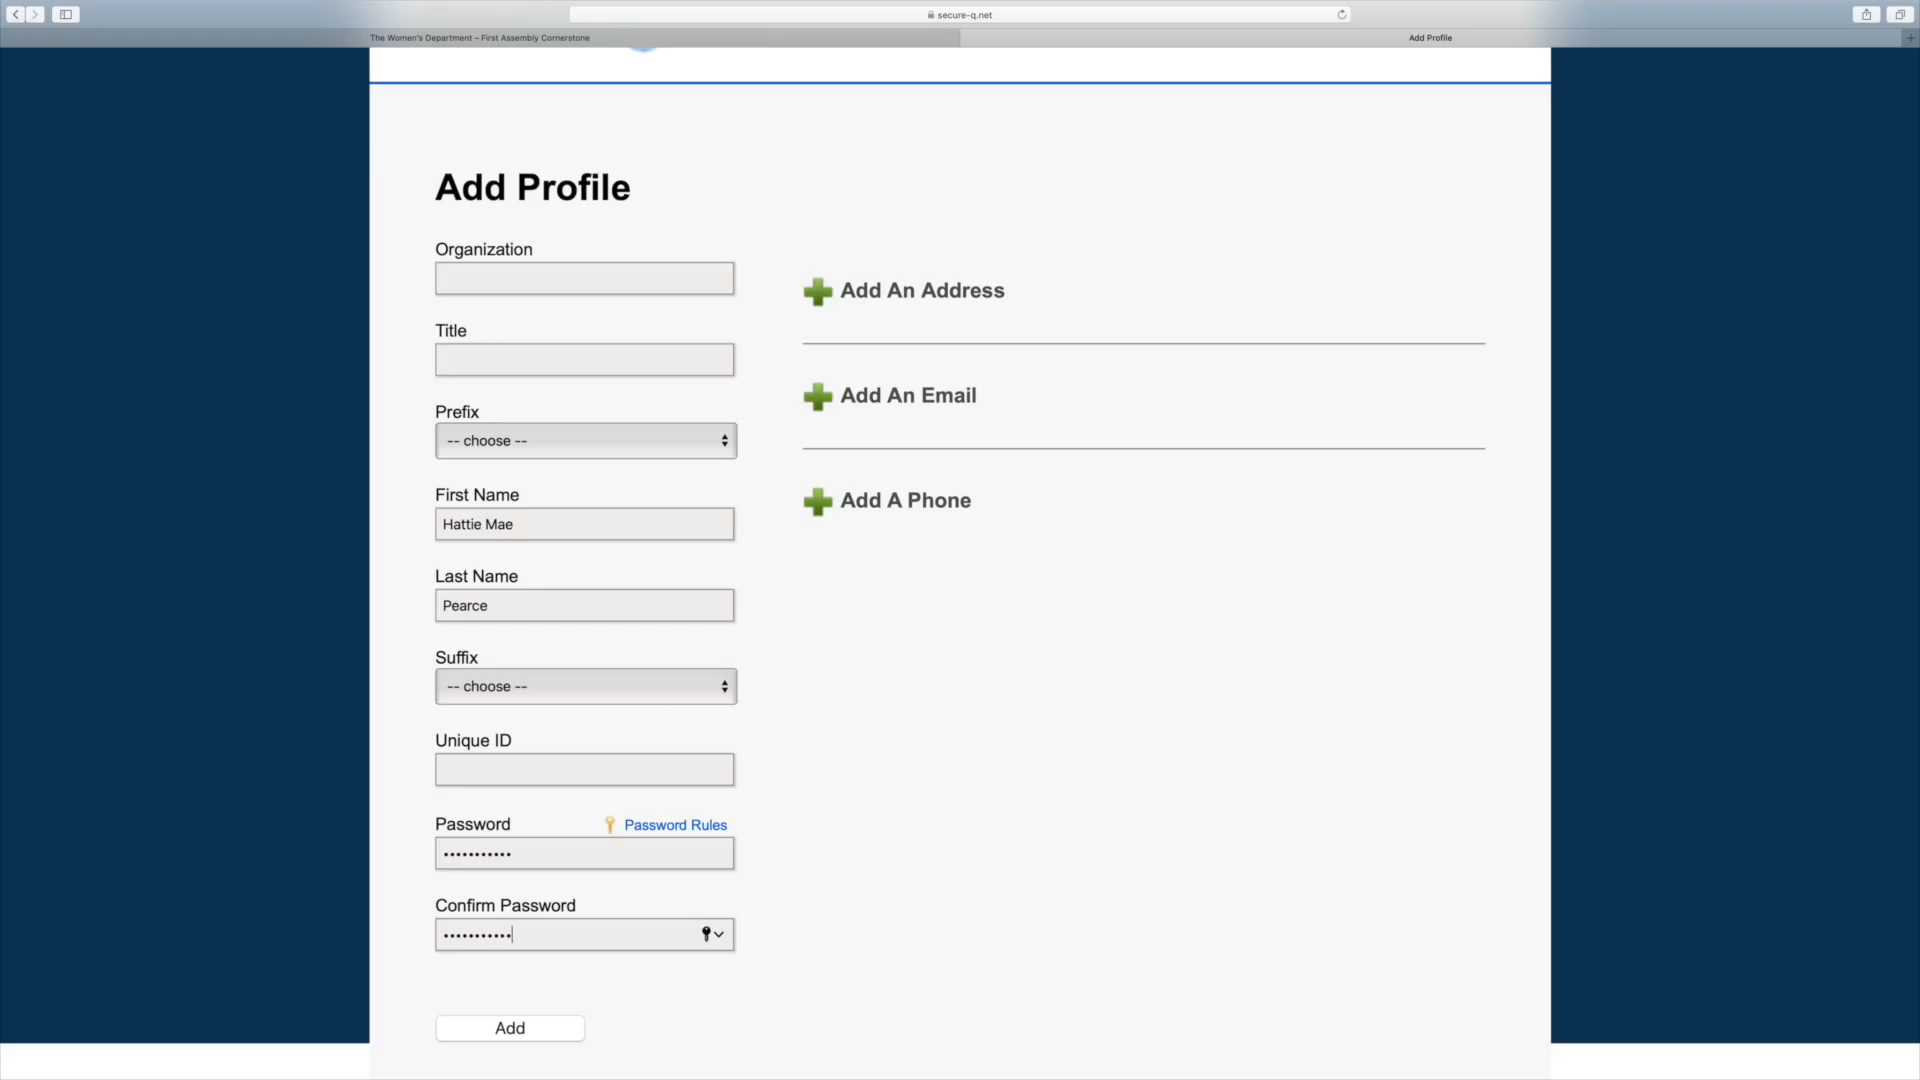 secure-q.net
The Women's Department – First Assembly Cornerstone
Add Profile
Add Profile
Organization
Add An Address
Title
Add An Email
Prefix
-- choose --
Add A Phone
First Name
Hattie Mae
Last Name
Pearce
Suffix
-- choose --
Unique ID
Password
Password Rules
•••••••••••
Confirm Password
•••••••••••
Add